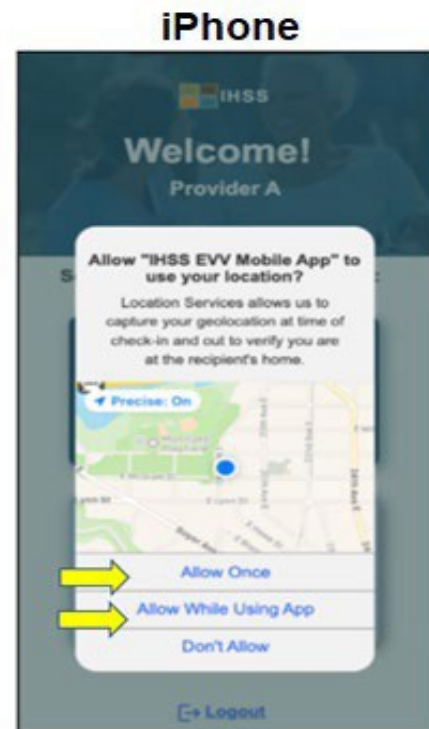 iPhone
IHSS
Welcome!
Provider A
Allow "IHSS EVV Mobile App" to
use your location?
Location Services allows us to
capture your geolocation at time of
check-in and out to verify you are
at the recipient's home.
Precise: On
Allow Once
Allow While Using App
Don't Allow
Logout